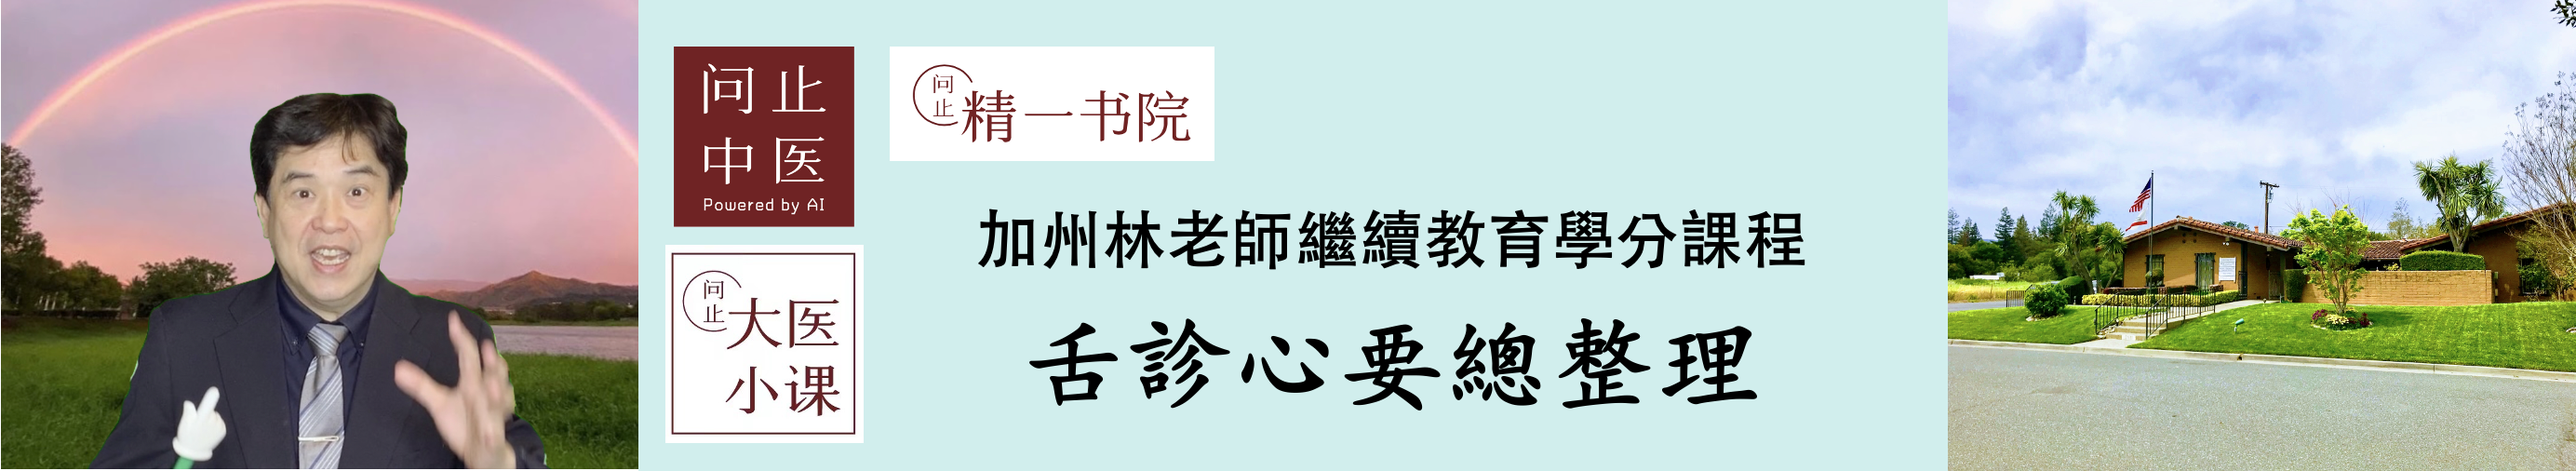 问止
中医
Powered by AI
问止
精一书院
问止
大医
小课
加州林老師繼續教育學分課程
舌診心要總整理